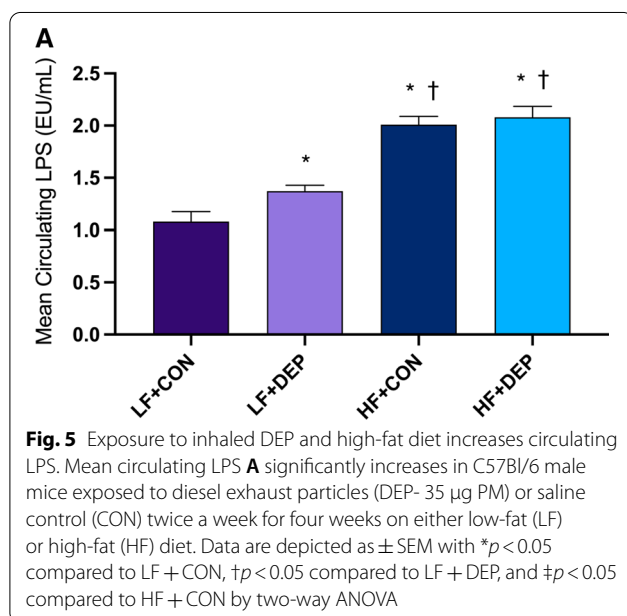 A
Mean Circulating LPS (EU/mL)
2.5
2.0
1.5
1.0
0.5
0.0
*
* †
* †
LF+CON
LF+DEP
HF+CON
HF+DEP
Fig. 5 Exposure to inhaled DEP and high-fat diet increases circulating
LPS. Mean circulating LPS A significantly increases in C57Bl/6 male
mice exposed to diesel exhaust particles (DEP- 35 μg PM) or saline
control (CON) twice a week for four weeks on either low-fat (LF)
or high-fat (HF) diet. Data are depicted as ± SEM with *p < 0.05
compared to LF + CON, †p < 0.05 compared to LF + DEP, and ‡p < 0.05
compared to HF + CON by two-way ANOVA